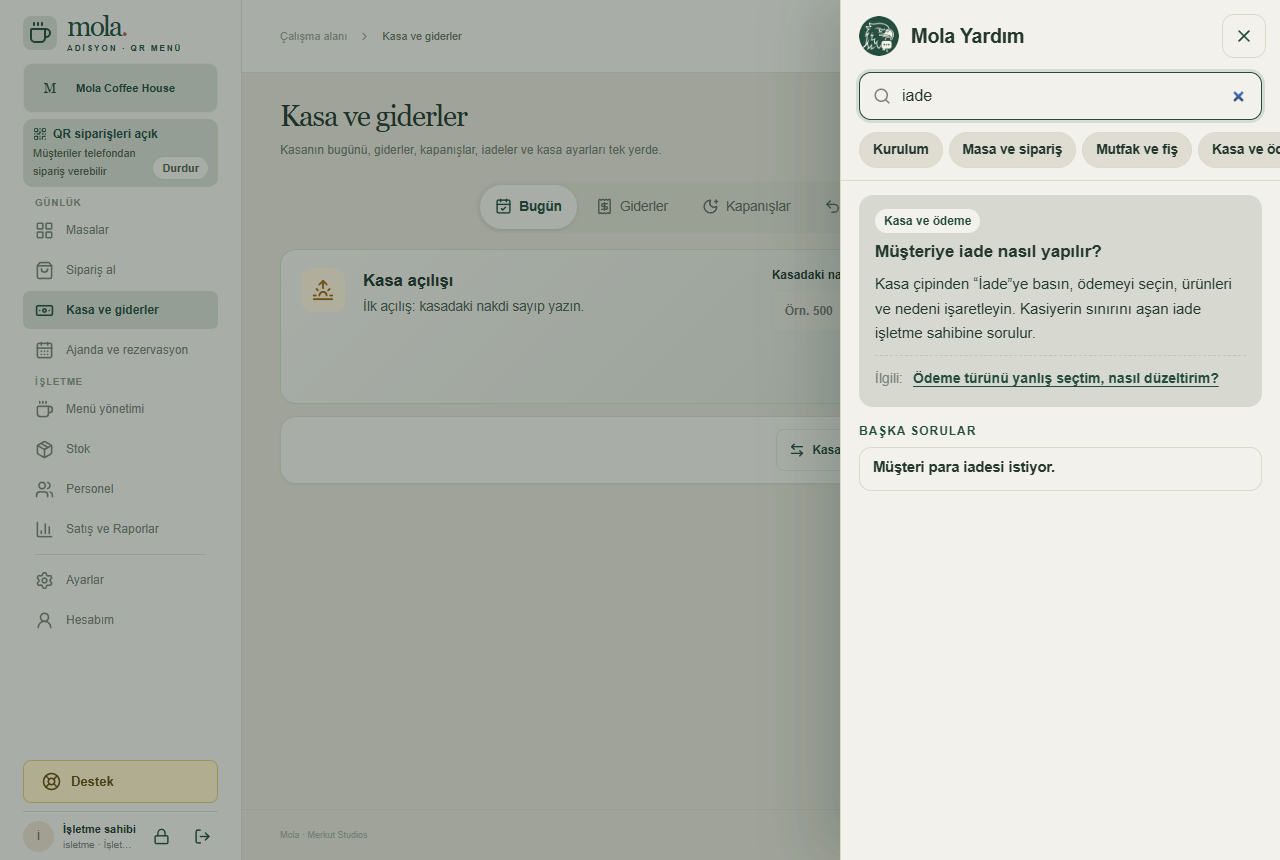 mola.
ADİSYON · QR MENÜ
M
Mola Coffee House
QR siparişleri açık
Müşteriler telefondan
sipariş verebilir
Durdur
GÜNLÜK
Masalar
Sipariş al
Kasa ve giderler
Ajanda ve rezervasyon
İŞLETME
Menü yönetimi
Stok
Personel
Satış ve Raporlar
Ayarlar
Hesabım
Destek
İ
İşletme sahibi
isletme · İşlet...
Çalışma alanı
Kasa ve giderler
Kasa ve giderler
Kasanın bugünü, giderler, kapanışlar, iadeler ve kasa ayarları tek yerde.
Bugün
Giderler
Kapanışlar
Kasa açılışı
İlk açılış: kasadaki nakdi sayıp yazın.
Kasadaki na
Örn. 500
Kasa
Mola · Merkut Studios
Mola Yardım
iade
Kurulum
Masa ve sipariş
Mutfak ve fiş
Kasa ve öd
Kasa ve ödeme
Müşteriye iade nasıl yapılır?
Kasa çipinden “İade”ye basın, ödemeyi seçin, ürünleri
ve nedeni işaretleyin. Kasiyerin sınırını aşan iade
işletme sahibine sorulur.
İlgili: Ödeme türünü yanlış seçtim, nasıl düzeltirim?
BAŞKA SORULAR
Müşteri para iadesi istiyor.